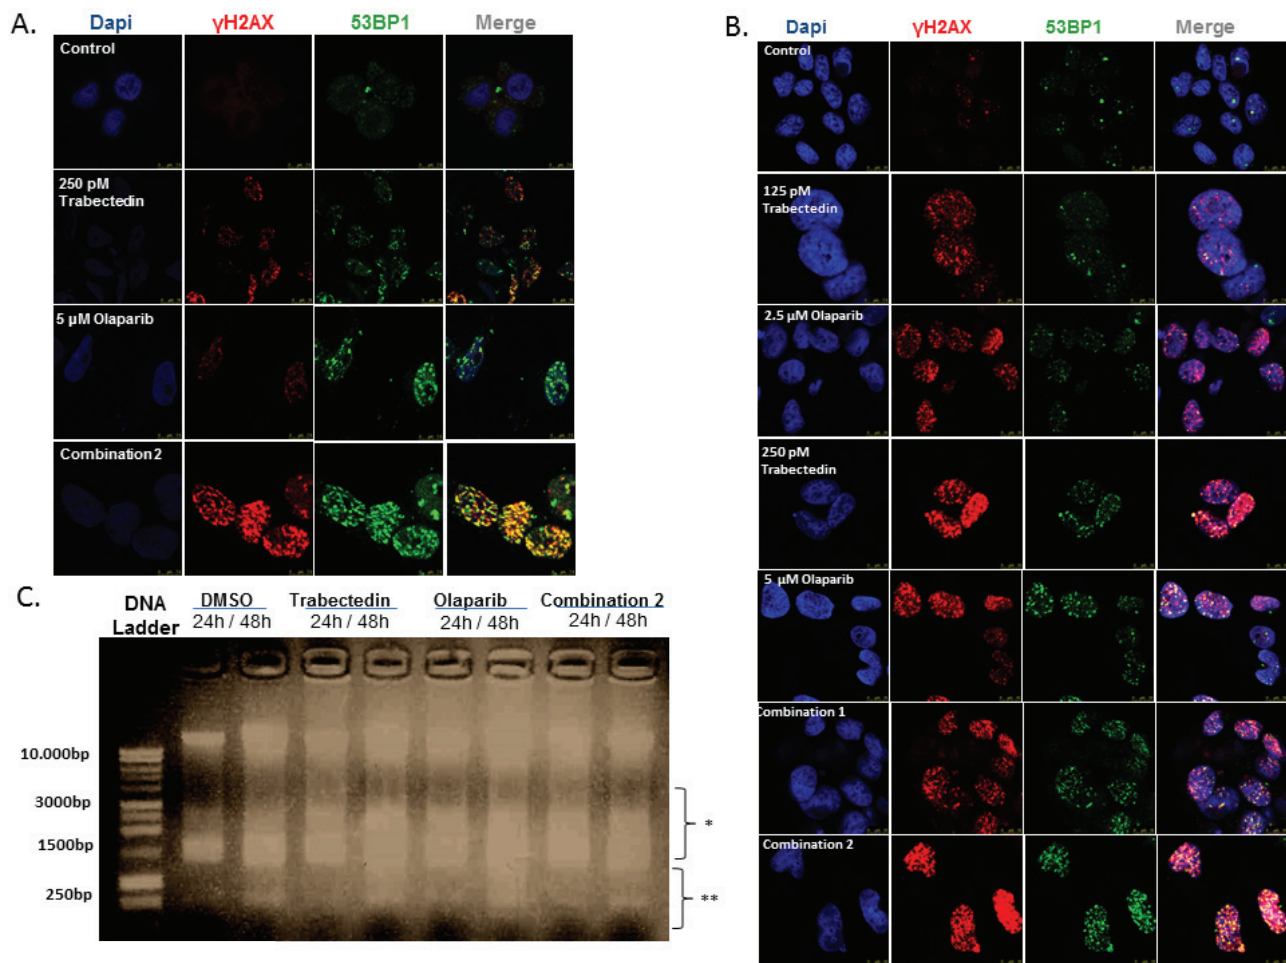 A.
Dapi γH2AX 53BP1 Merge
Control
250 pM
Trabectedin
5 µM Olaparib
Combination 2
B.
Dapi γH2AX 53BP1 Merge
Control
125 pM
Trabectedin
2.5 µM Olaparib
250 pM
Trabectedin
5 µM Olaparib
Combination 1
Combination 2
C.
DNA
Ladder
DMSO Trabectedin Olaparib Combination 2
24h / 48h 24h / 48h 24h / 48h 24h / 48h
10.000bp
3000bp
1500bp
250bp
*
**